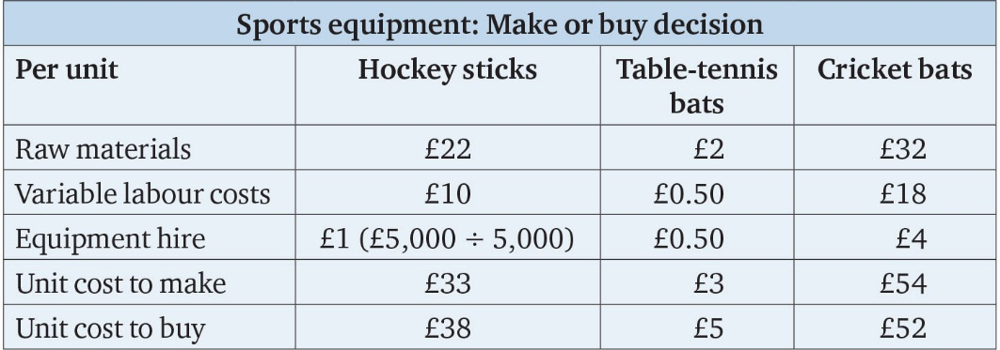 Sports equipment: Make or buy decision
Per unit Hockey sticks Table-tennis bats Cricket bats
Raw materials £22 £2 £32
Variable labour costs £10 £0.50 £18
Equipment hire £1 (£5,000 ÷ 5,000) £0.50 £4
Unit cost to make £33 £3 £54
Unit cost to buy £38 £5 £52